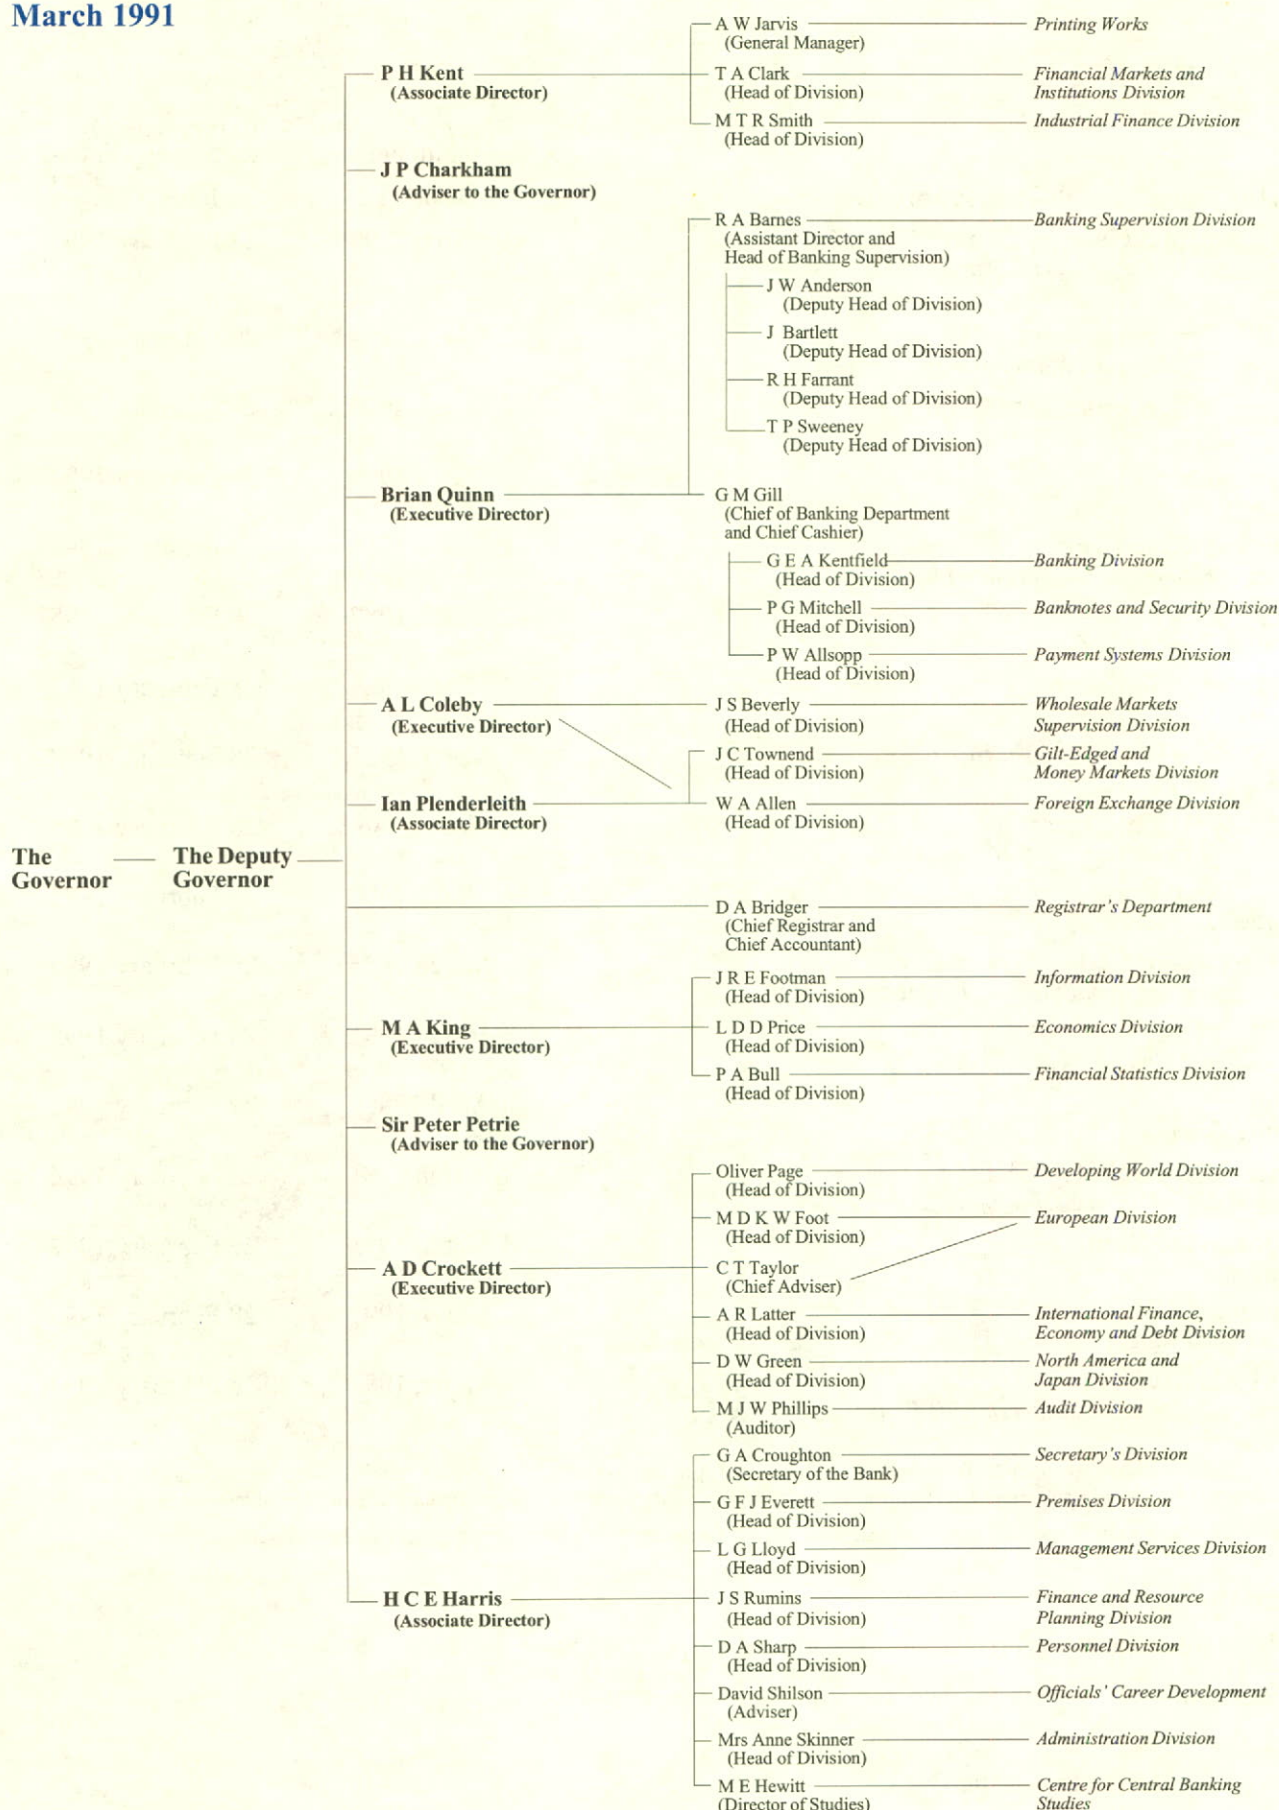 March 1991
A W Jarvis
(General Manager)
Printing Works
P H Kent
(Associate Director)
T A Clark
(Head of Division)
Financial Markets and
Institutions Division
M T R Smith
(Head of Division)
Industrial Finance Division
J P Charkham
(Adviser to the Governor)
R A Barnes
(Assistant Director and
Head of Banking Supervision)
Banking Supervision Division
J W Anderson
(Deputy Head of Division)
J Bartlett
(Deputy Head of Division)
R H Farrant
(Deputy Head of Division)
T P Sweeney
(Deputy Head of Division)
Brian Quinn
(Executive Director)
G M Gill
(Chief of Banking Department
and Chief Cashier)
G E A Kentfield
(Head of Division)
Banking Division
P G Mitchell
(Head of Division)
Banknotes and Security Division
P W Allsopp
(Head of Division)
Payment Systems Division
A L Coleby
(Executive Director)
J S Beverly
(Head of Division)
Wholesale Markets
Supervision Division
J C Townend
(Head of Division)
Gilt-Edged and
Money Markets Division
Ian Plenderleith
(Associate Director)
W A Allen
(Head of Division)
Foreign Exchange Division
The
Governor
The Deputy
Governor
D A Bridger
(Chief Registrar and
Chief Accountant)
Registrar's Department
J R E Footman
(Head of Division)
Information Division
M A King
(Executive Director)
L D D Price
(Head of Division)
Economics Division
P A Bull
(Head of Division)
Financial Statistics Division
Sir Peter Petrie
(Adviser to the Governor)
Oliver Page
(Head of Division)
Developing World Division
M D K W Foot
(Head of Division)
European Division
A D Crockett
(Executive Director)
C T Taylor
(Chief Adviser)
A R Latter
(Head of Division)
International Finance,
Economy and Debt Division
D W Green
(Head of Division)
North America and
Japan Division
M J W Phillips
(Auditor)
Audit Division
G A Croughton
(Secretary of the Bank)
Secretary's Division
G F J Everett
(Head of Division)
Premises Division
L G Lloyd
(Head of Division)
Management Services Division
H C E Harris
(Associate Director)
J S Rumins
(Head of Division)
Finance and Resource
Planning Division
D A Sharp
(Head of Division)
Personnel Division
David Shilson
(Adviser)
Officials' Career Development
Mrs Anne Skinner
(Head of Division)
Administration Division
M E Hewitt
(Director of Studies)
Centre for Central Banking
Studies